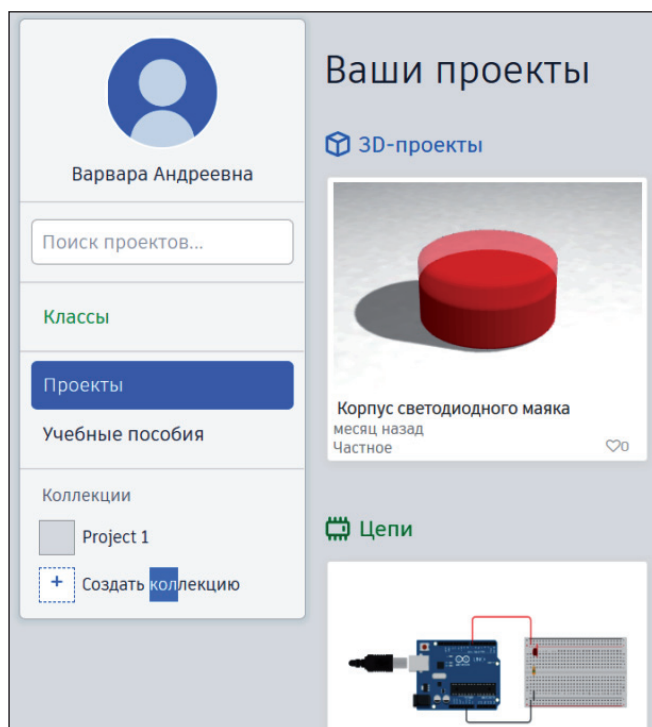 Варвара Андреевна
Поиск проектов...
Классы
Проекты
Учебные пособия
Коллекции
Project 1
+ Создать коллекцию
Ваши проекты
3D-проекты
Корпус светодиодного маяка
месяц назад
Частное
0
Цепи